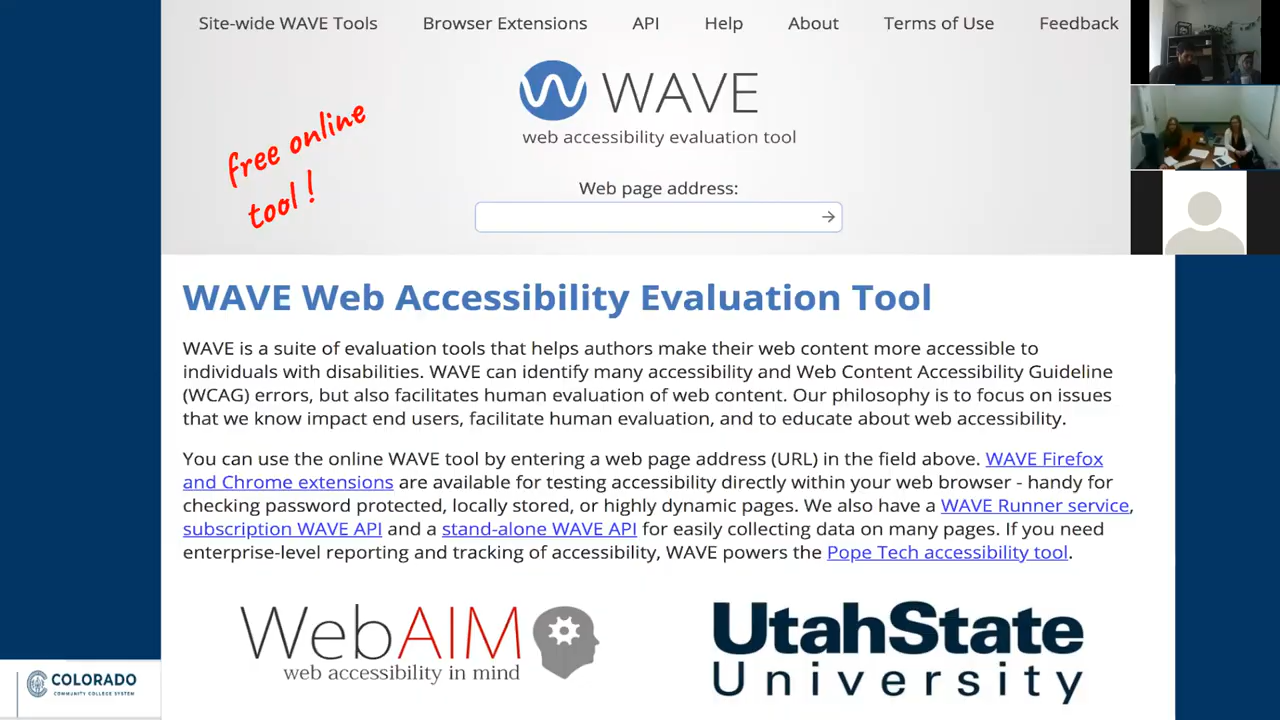 Site-wide WAVE Tools Browser Extensions API Help About Terms of Use Feedback
WAVE
web accessibility evaluation tool
free online
tool !
Web page address:
WAVE Web Accessibility Evaluation Tool
WAVE is a suite of evaluation tools that helps authors make their web content more accessible to
individuals with disabilities. WAVE can identify many accessibility and Web Content Accessibility Guideline
(WCAG) errors, but also facilitates human evaluation of web content. Our philosophy is to focus on issues
that we know impact end users, facilitate human evaluation, and to educate about web accessibility.
You can use the online WAVE tool by entering a web page address (URL) in the field above. WAVE Firefox
and Chrome extensions are available for testing accessibility directly within your web browser - handy for
checking password protected, locally stored, or highly dynamic pages. We also have a WAVE Runner service,
subscription WAVE API and a stand-alone WAVE API for easily collecting data on many pages. If you need
enterprise-level reporting and tracking of accessibility, WAVE powers the Pope Tech accessibility tool.
WebAIM
web accessibility in mind
UtahState
University
COLORADO
COMMUNITY COLLEGE SYSTEM